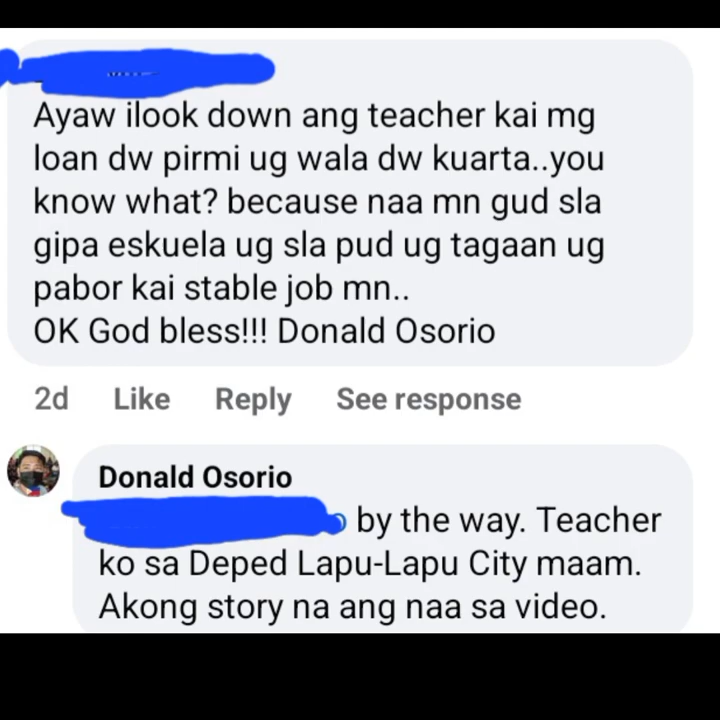 Ayaw ilook down ang teacher kai mg
loan dw pirmi ug wala dw kuarta..you
know what? because naa mn gud sla
gipa eskuela ug sla pud ug tagaan ug
pabor kai stable job mn..
OK God bless!!! Donald Osorio
2d Like Reply See response
Donald Osorio
by the way. Teacher
ko sa Deped Lapu-Lapu City maam.
Akong story na ang naa sa video.